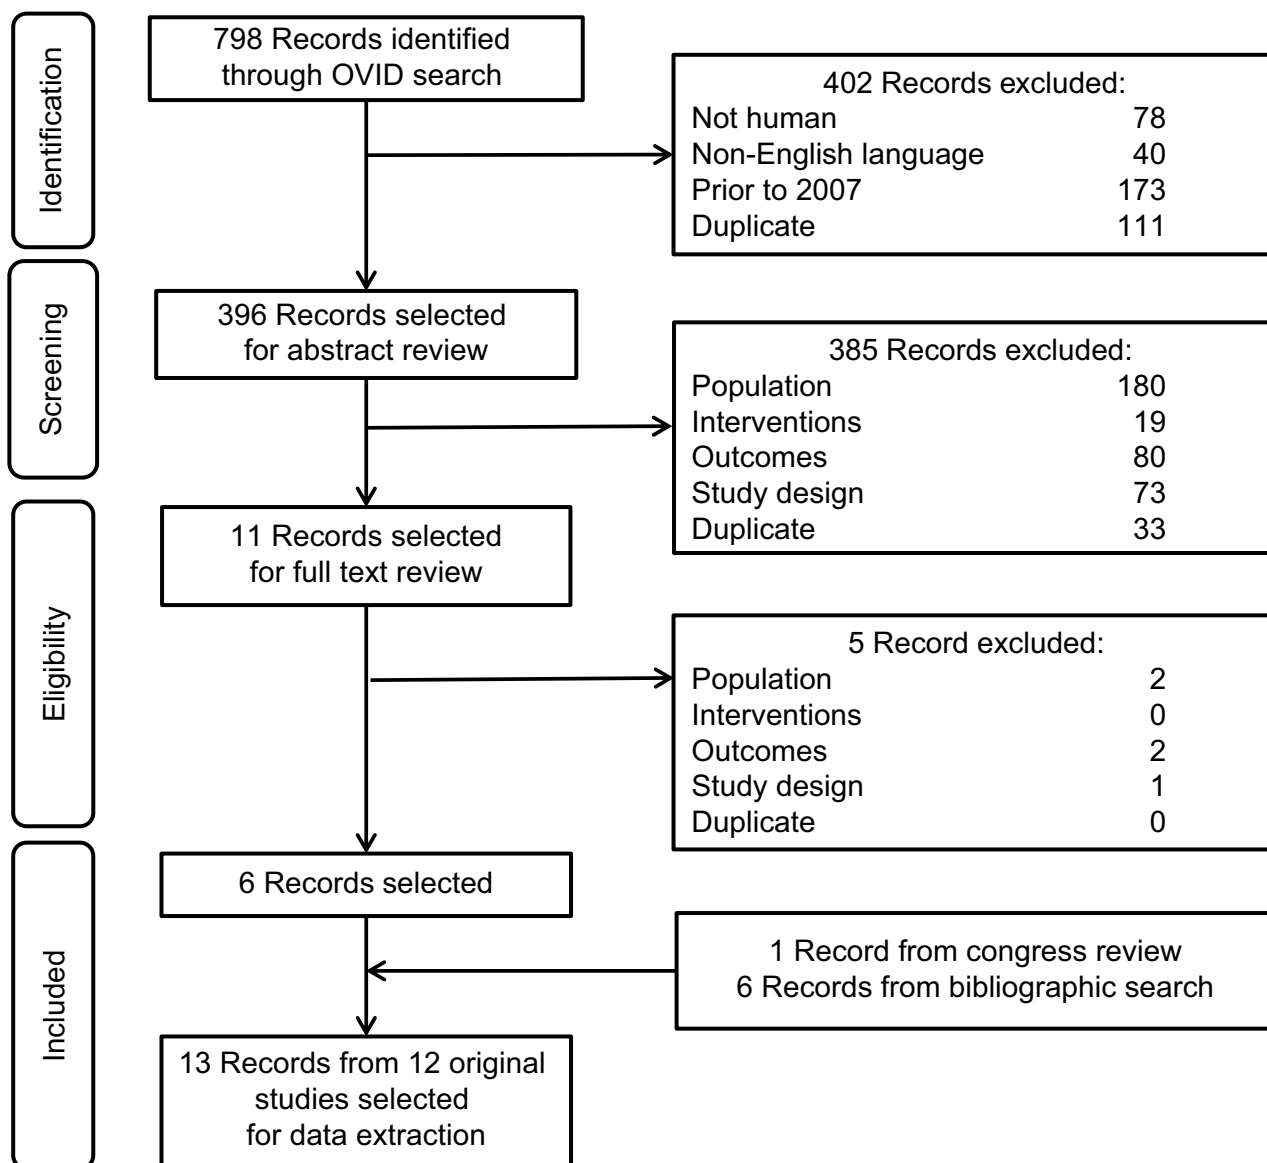 Identification
798 Records identified
through OVID search
402 Records excluded:
Not human 78
Non-English language 40
Prior to 2007 173
Duplicate 111
Screening
396 Records selected
for abstract review
385 Records excluded:
Population 180
Interventions 19
Outcomes 80
Study design 73
Duplicate 33
Eligibility
11 Records selected
for full text review
5 Record excluded:
Population 2
Interventions 0
Outcomes 2
Study design 1
Duplicate 0
Included
6 Records selected
1 Record from congress review
6 Records from bibliographic search
13 Records from 12 original
studies selected
for data extraction